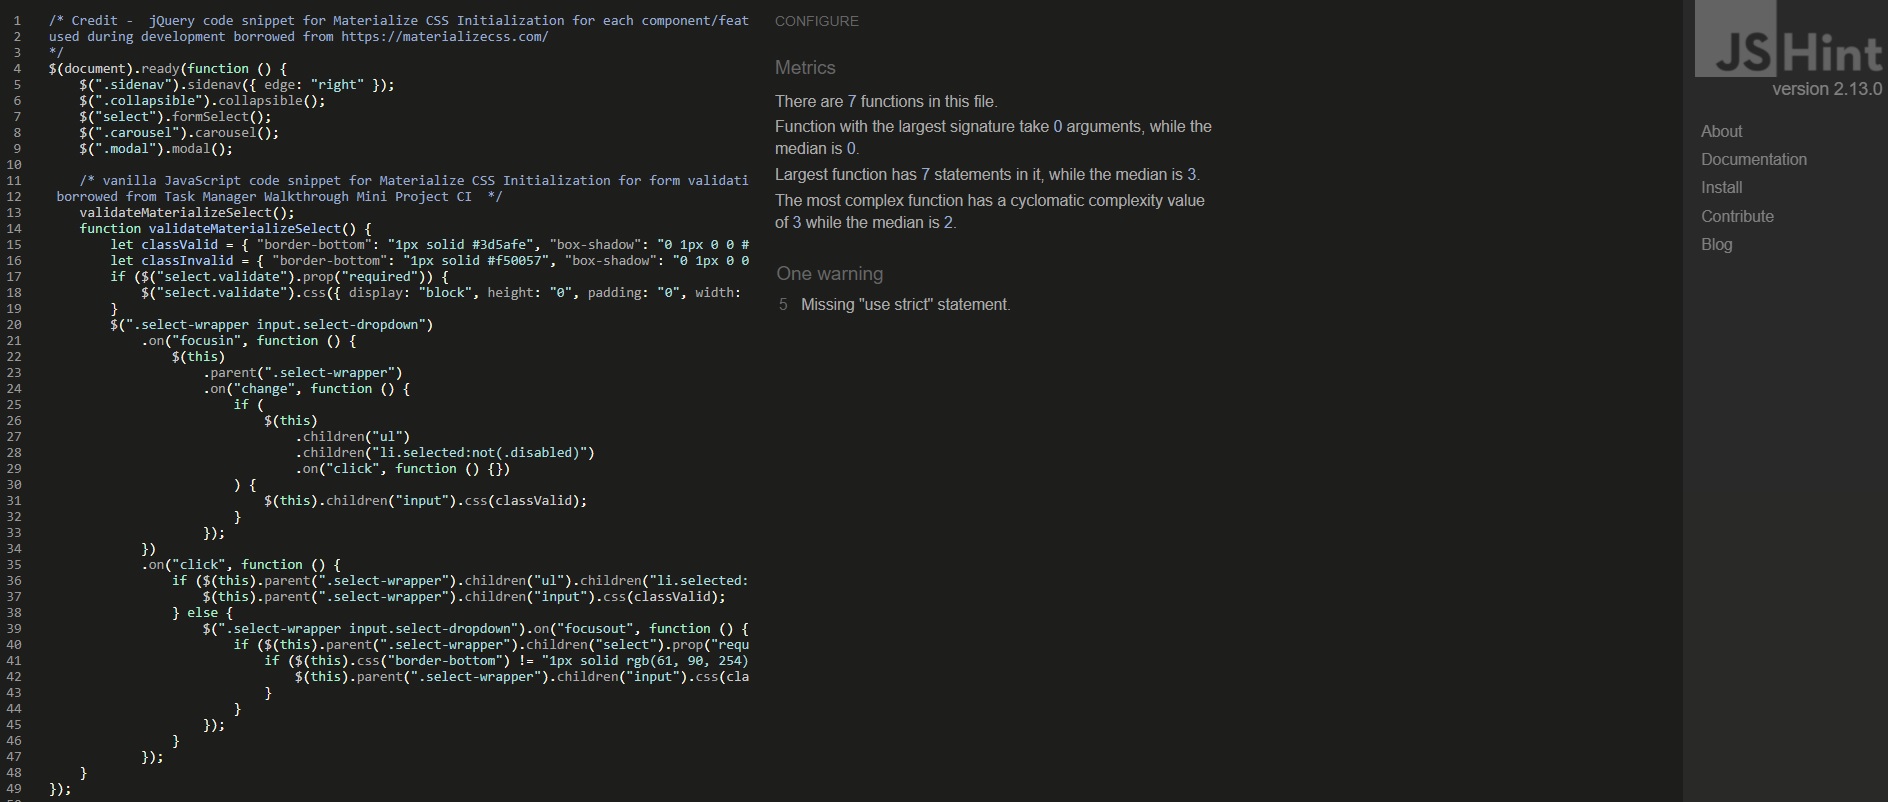 1 /* Credit -  jQuery code snippet for Materialize CSS Initialization for each component/feat
2 used during development borrowed from https://materializecss.com/
3 */
4 $(document).ready(function () {
5     $(".sidenav").sidenav({ edge: "right" });
6     $(".collapsible").collapsible();
7     $("select").formSelect();
8     $(".carousel").carousel();
9     $(".modal").modal();
10
11     /* vanilla JavaScript code snippet for Materialize CSS Initialization for form validati
12  borrowed from Task Manager Walkthrough Mini Project CI  */
13     validateMaterializeSelect();
14     function validateMaterializeSelect() {
15         let classValid = { "border-bottom": "1px solid #3d5afe", "box-shadow": "0 1px 0 0 #
16         let classInvalid = { "border-bottom": "1px solid #f50057", "box-shadow": "0 1px 0 0
17         if ($("select.validate").prop("required")) {
18             $("select.validate").css({ display: "block", height: "0", padding: "0", width:
19         }
20         $(".select-wrapper input.select-dropdown")
21             .on("focusin", function () {
22                 $(this)
23                     .parent(".select-wrapper")
24                     .on("change", function () {
25                         if (
26                             $(this)
27                                 .children("ul")
28                                 .children("li.selected:not(.disabled)")
29                                 .on("click", function () {})
30                         ) {
31                             $(this).children("input").css(classValid);
32                         }
33                     });
34             })
35             .on("click", function () {
36                 if ($(this).parent(".select-wrapper").children("ul").children("li.selected:
37                     $(this).parent(".select-wrapper").children("input").css(classValid);
38                 } else {
39                     $(".select-wrapper input.select-dropdown").on("focusout", function () {
40                         if ($(this).parent(".select-wrapper").children("select").prop("requ
41                             if ($(this).css("border-bottom") != "1px solid rgb(61, 90, 254)
42                                 $(this).parent(".select-wrapper").children("input").css(cla
43                             }
44                         }
45                     });
46                 }
47             });
48     }
49 });
CONFIGURE
Metrics
There are 7 functions in this file.
Function with the largest signature take 0 arguments, while the
median is 0.
Largest function has 7 statements in it, while the median is 3.
The most complex function has a cyclomatic complexity value
of 3 while the median is 2.
One warning
5 Missing "use strict" statement.
JSHint
version 2.13.0
About
Documentation
Install
Contribute
Blog